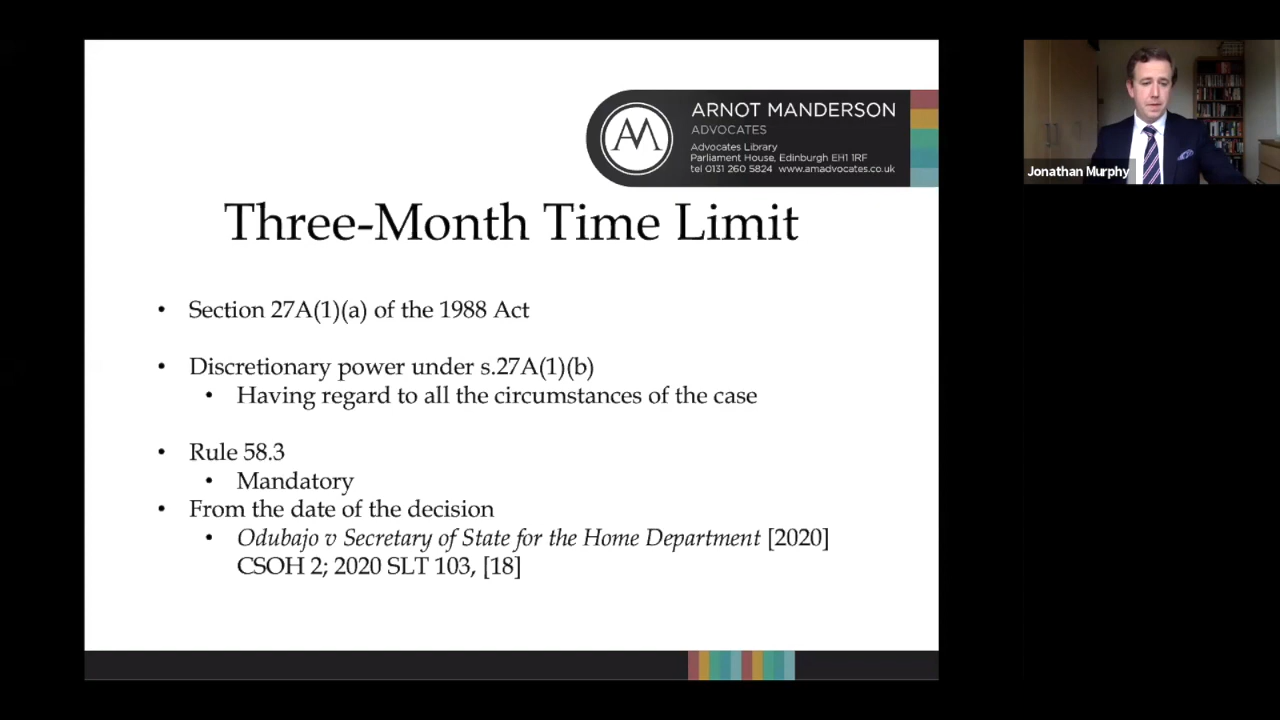 AM
ARNOT MANDERSON
ADVOCATES
Advocates Library
Parliament House, Edinburgh EH1 1RF
tel 0131 260 5824 www.amadvocates.co.uk
Jonathan Murphy
Three-Month Time Limit
• Section 27A(1)(a) of the 1988 Act
• Discretionary power under s.27A(1)(b)
• Having regard to all the circumstances of the case
• Rule 58.3
• Mandatory
• From the date of the decision
• Odubajo v Secretary of State for the Home Department [2020]
CSOH 2; 2020 SLT 103, [18]